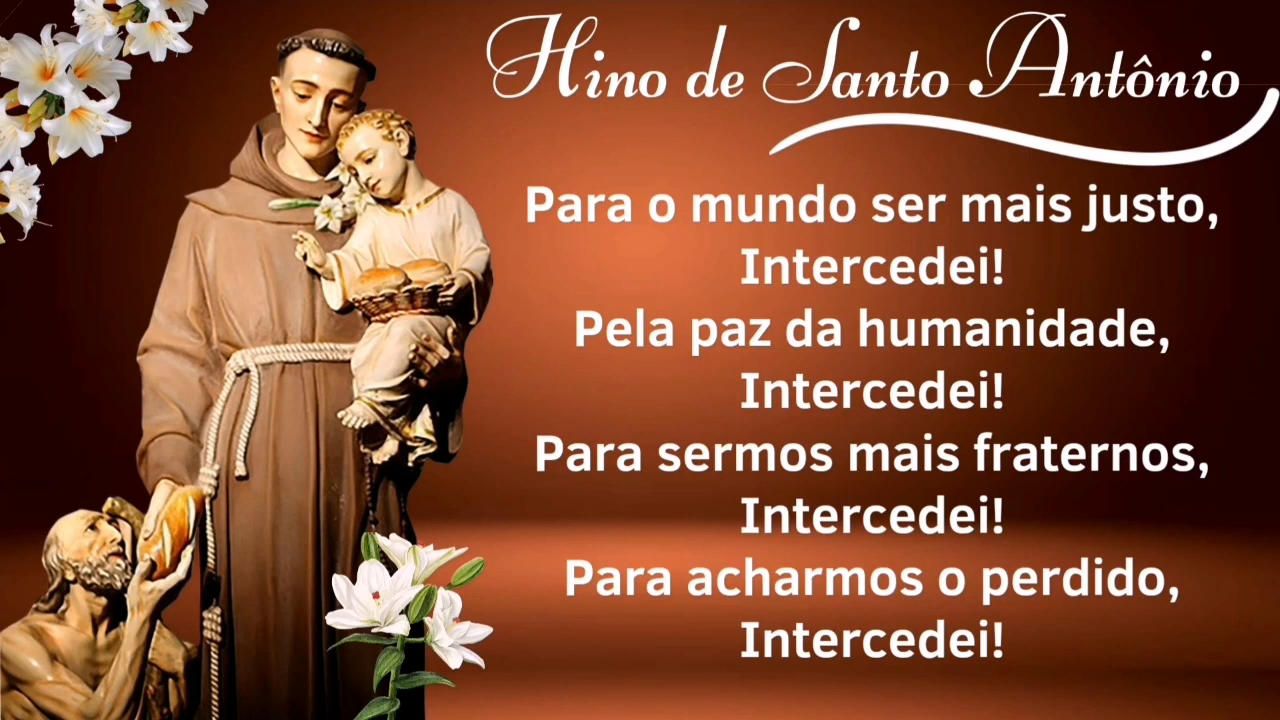 Hino de Santo Antônio
Para o mundo ser mais justo,
Intercedei!
Pela paz da humanidade,
Intercedei!
Para sermos mais fraternos,
Intercedei!
Para acharmos o perdido,
Intercedei!